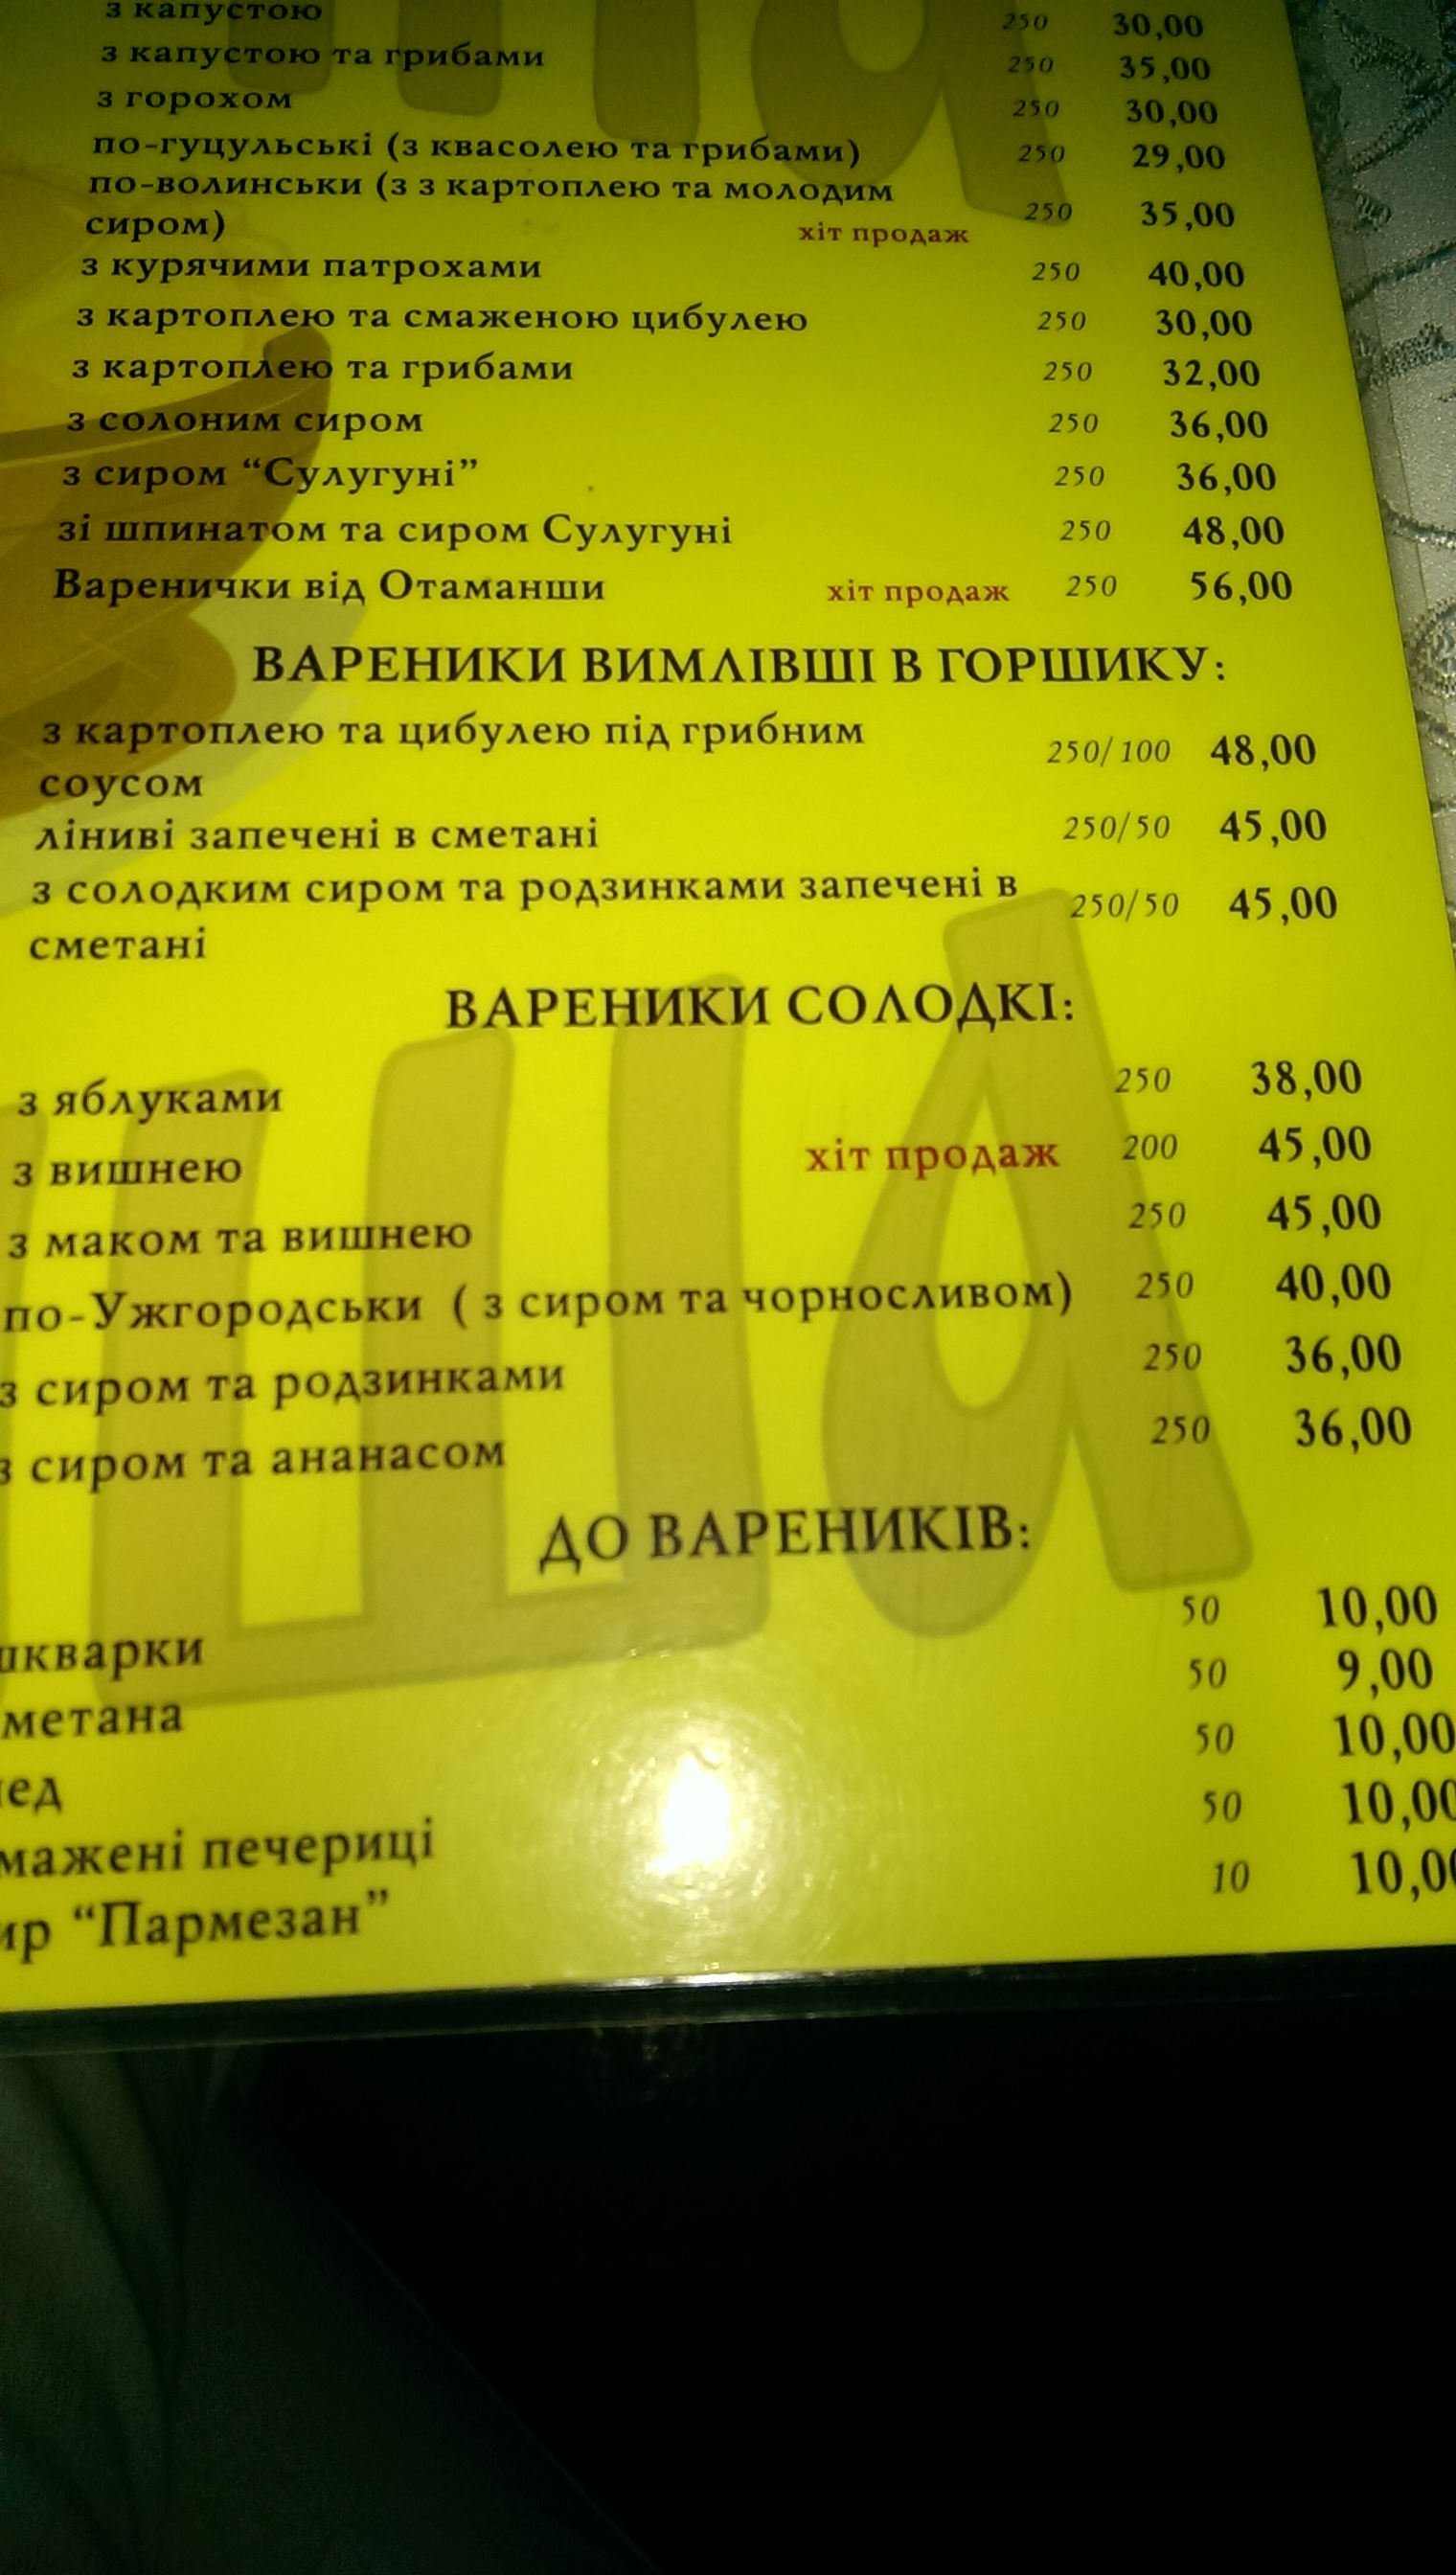 з капустою 250 30,00
з капустою та грибами 250 35,00
з горохом 250 30,00
по-гуцульські (з квасолею та грибами) 250 29,00
по-волинськи (з з картоплею та молодим
сиром) хіт продаж 250 35,00
з курячими патрохами 250 40,00
з картоплею та смаженою цибулею 250 30,00
з картоплею та грибами 250 32,00
з солоним сиром 250 36,00
з сиром “Сулугуні” 250 36,00
зі шпинатом та сиром Сулугуні 250 48,00
Варенички від Отаманши хіт продаж 250 56,00
ВАРЕНИКИ ВИМЛІВШІ В ГОРШИКУ:
з картоплею та цибулею під грибним 250/100 48,00
соусом
ліниві запечені в сметані 250/50 45,00
з солодким сиром та родзинками запечені в 250/50 45,00
сметані
ВАРЕНИКИ СОЛОДКІ:
з яблуками 250 38,00
з вишнею хіт продаж 200 45,00
з маком та вишнею 250 45,00
по-Ужгородськи ( з сиром та чорносливом) 250 40,00
з сиром та родзинками 250 36,00
з сиром та ананасом 250 36,00
ДО ВАРЕНИКІВ:
шкварки 50 10,00
метана 50 9,00
ед 50 10,00
мажені печериці 50 10,00
ир “Пармезан” 10 10,00